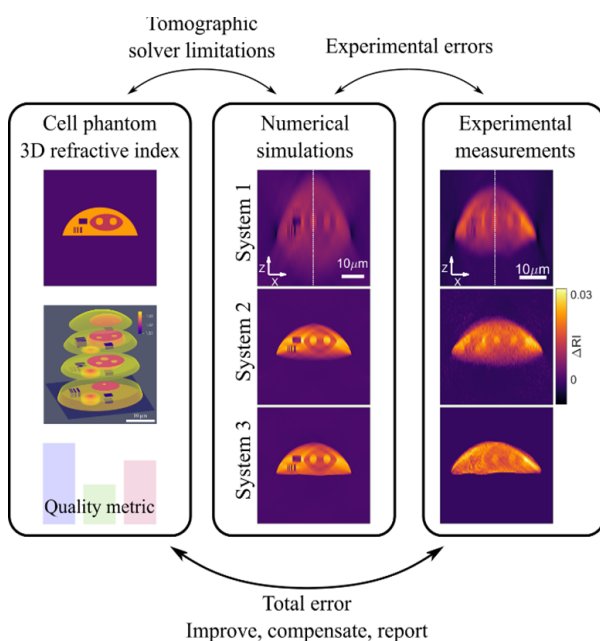 Tomographic
solver limitations
Experimental errors
Cell phantom
3D refractive index
Numerical
simulations
Experimental
measurements
System 1
z
x
10μm
z
x
10μm
System 2
0.03
ΔRI
0
System 3
Quality metric
Total error
Improve, compensate, report